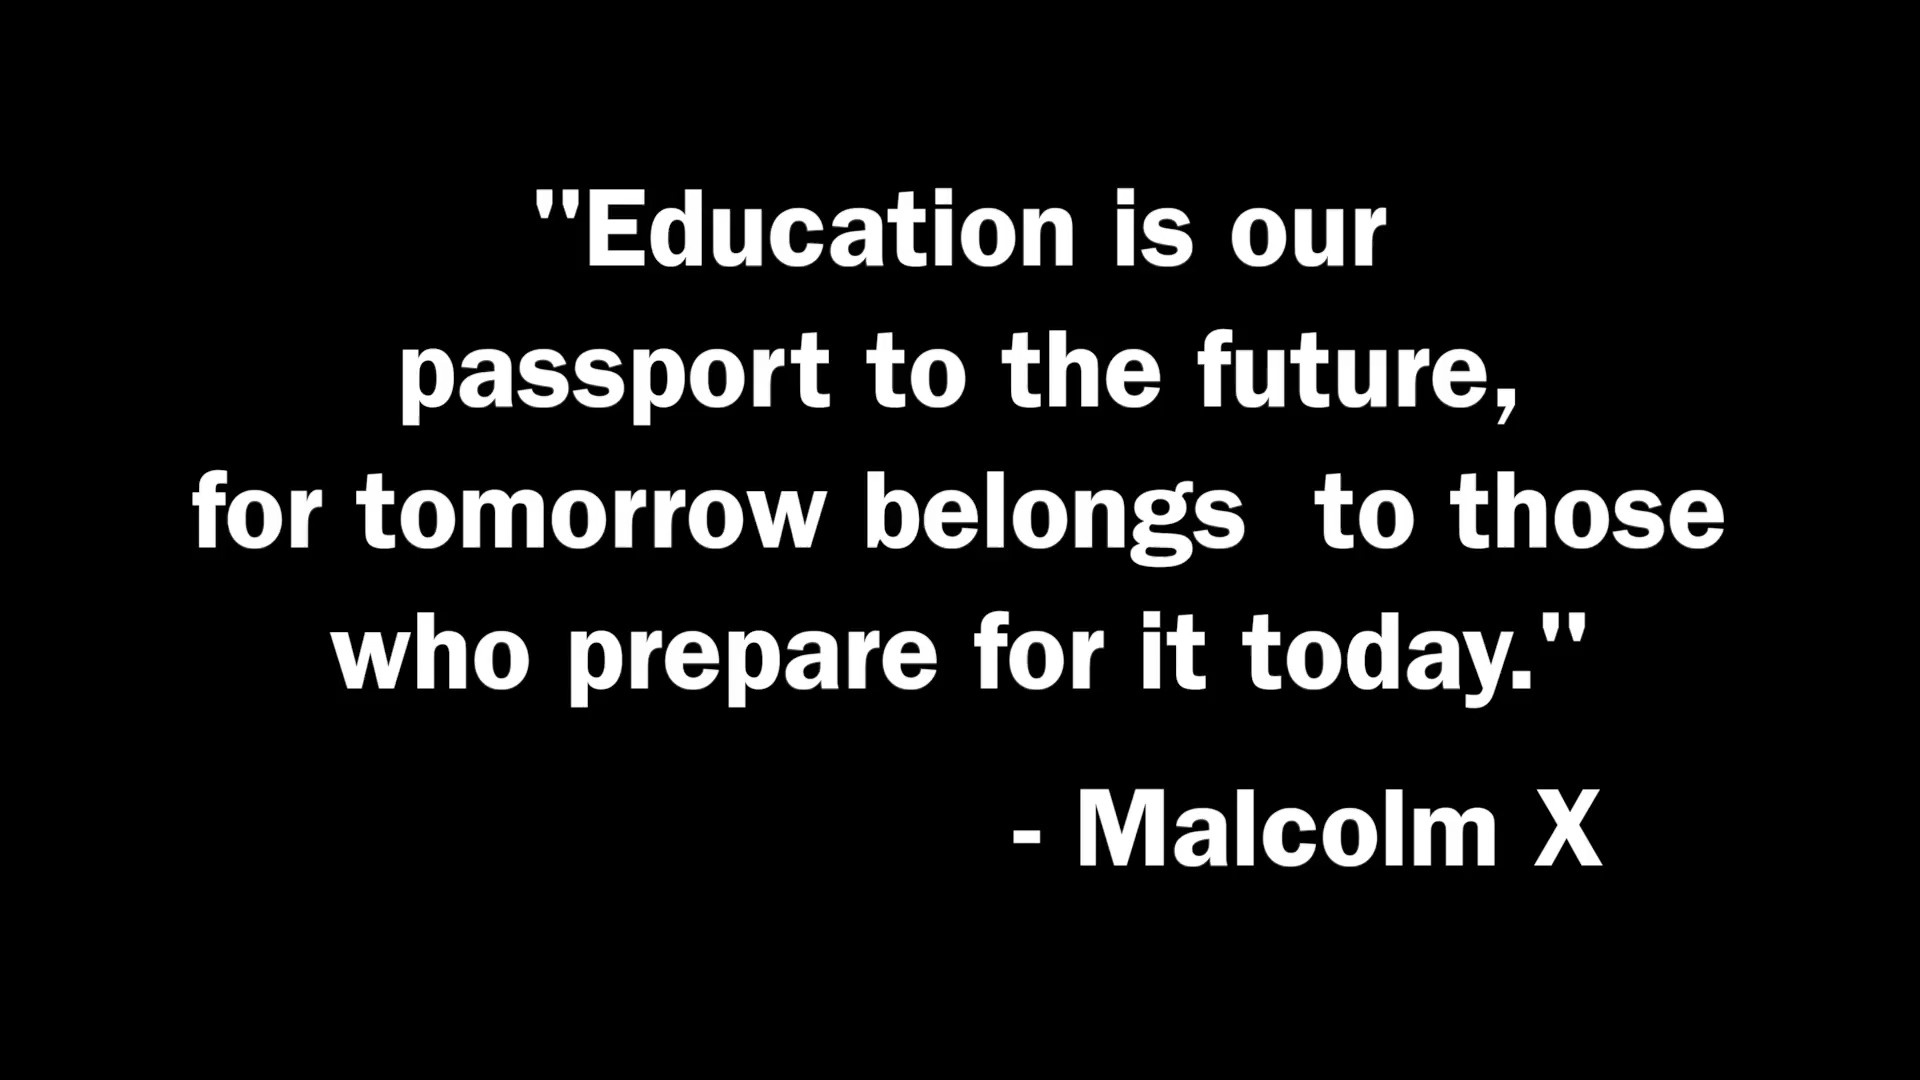 "Education is our
passport to the future,
for tomorrow belongs  to those
who prepare for it today."
- Malcolm X